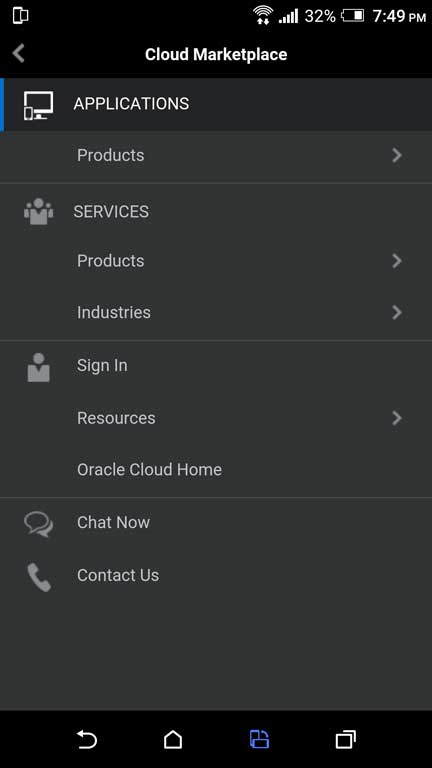 32% 7:49 PM
Cloud Marketplace
APPLICATIONS
Products
SERVICES
Products
Industries
Sign In
Resources
Oracle Cloud Home
Chat Now
Contact Us